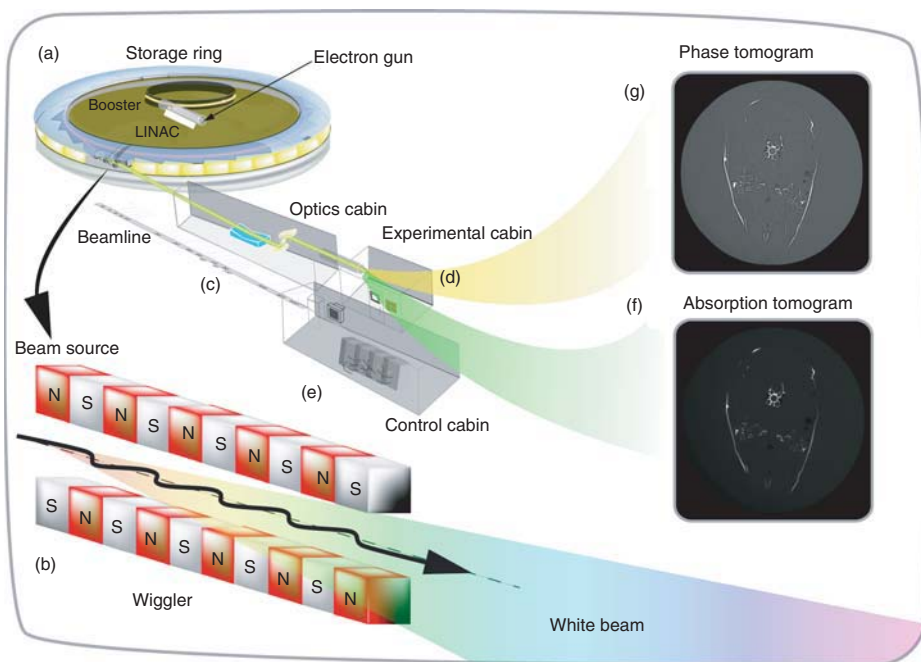 (a)
Storage ring
Electron gun
Booster
LINAC
Phase tomogram
(g)
Optics cabin
Beamline
Experimental cabin
(c)
(d)
(f)
Absorption tomogram
Beam source
(e)
Control cabin
N S N S N S N S N S
S N S N S N S N S N
(b)
Wiggler
White beam